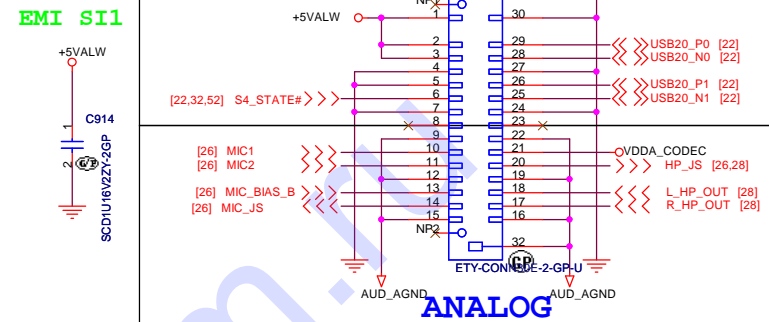 EMI SI1
+5VALW
1
C914
2
G/P
SCD1U16V2ZY-2GP
NP1
+5VALW
1 30
2 29 USB20_P0 [22]
3 28 USB20_N0 [22]
4 27
5 26 USB20_P1 [22]
[22,32,52] S4_STATE# 6 25 USB20_N1 [22]
7 24
8 23
9 22
[26] MIC1 10 21 VDDA_CODEC
[26] MIC2 11 20 HP_JS [26,28]
12 19
[26] MIC_BIAS_B 13 18 L_HP_OUT [28]
[26] MIC_JS 14 17 R_HP_OUT [28]
15 16
NP2
32
GP
AUD_AGND AUD_AGND
ANALOG